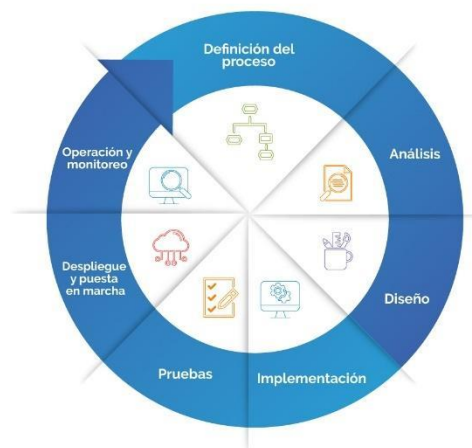 Definición del
proceso
Análisis
Diseño
Implementación
Pruebas
Despliegue
y puesta
en marcha
Operación y
monitoreo